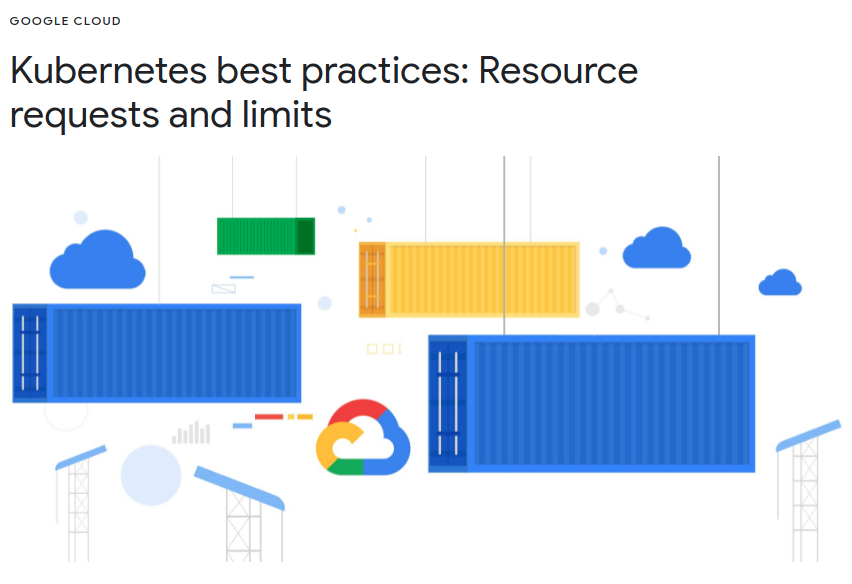 GOOGLE CLOUD
Kubernetes best practices: Resource
requests and limits